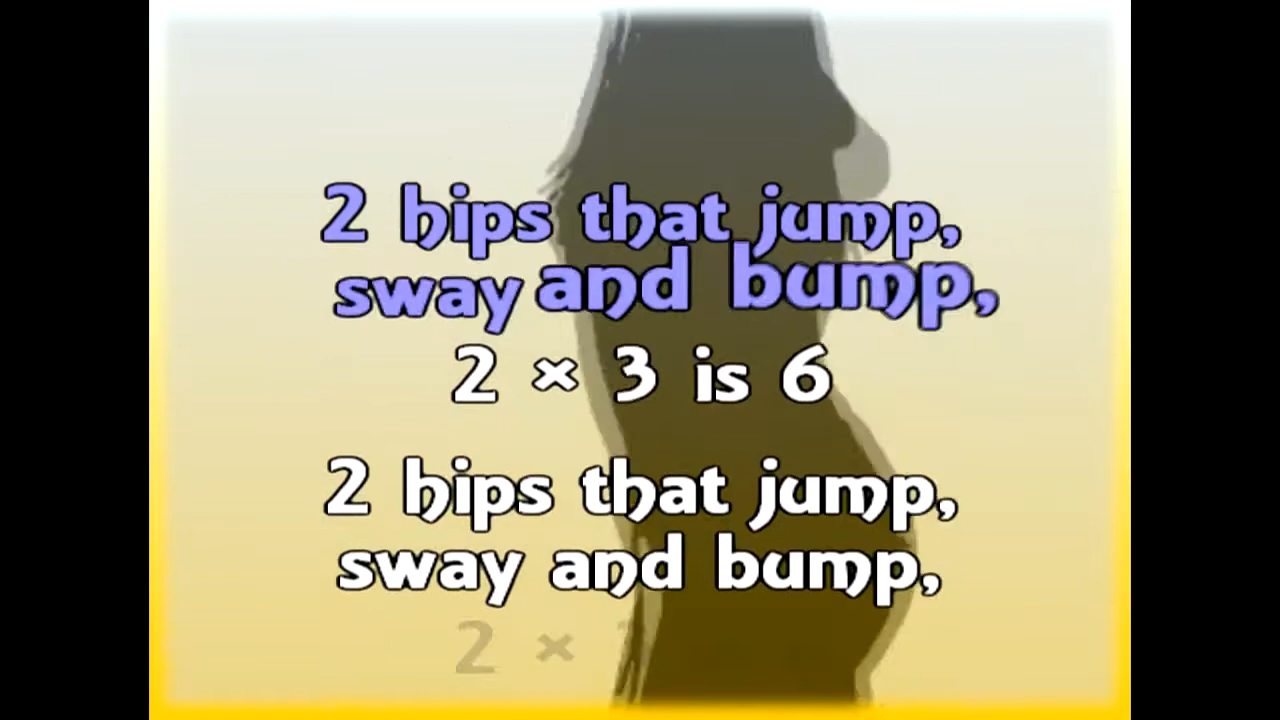 2 hips that jump,
sway and bump,
2 × 3 is 6
2 hips that jump,
sway and bump,
2 ×